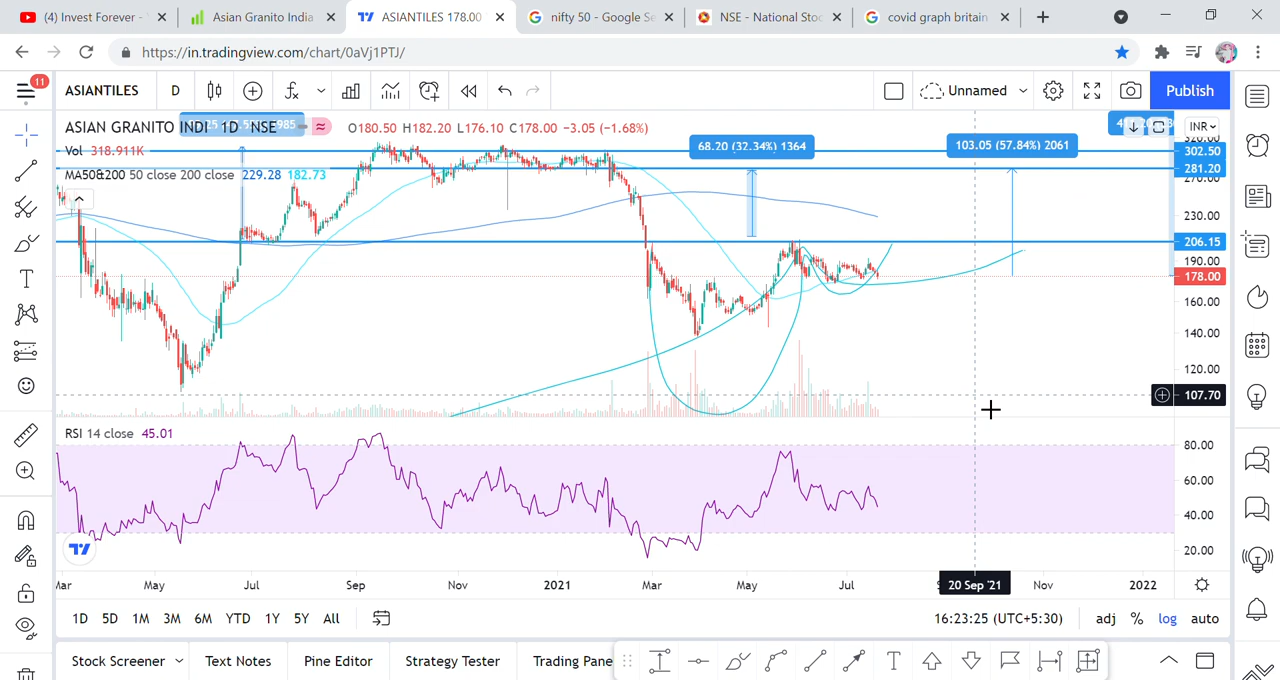 (4) Invest Forever -
Asian Granito India
ASIANTILES 178.00
nifty 50 - Google Se
NSE - National Stoc
covid graph britain
https://in.tradingview.com/chart/0aVj1PTJ/
11
ASIANTILES
D
Unnamed
Publish
ASIAN GRANITO INDI 1D NSE
O180.50 H182.20 L176.10 C178.00 −3.05 (−1.68%)
Vol 318.911K
MA50&200 50 close 200 close 229.28 182.73
68.20 (32.34%) 1364
103.05 (57.84%) 2061
INR
302.50
281.20
270.00
230.00
206.15
190.00
178.00
160.00
140.00
120.00
107.70
RSI 14 close 45.01
80.00
60.00
40.00
20.00
Mar
May
Jul
Sep
Nov
2021
Mar
May
Jul
20 Sep '21
Nov
2022
1D 5D 1M 3M 6M YTD 1Y 5Y All
16:23:25 (UTC+5:30)
adj % log auto
Stock Screener
Text Notes
Pine Editor
Strategy Tester
Trading Pane